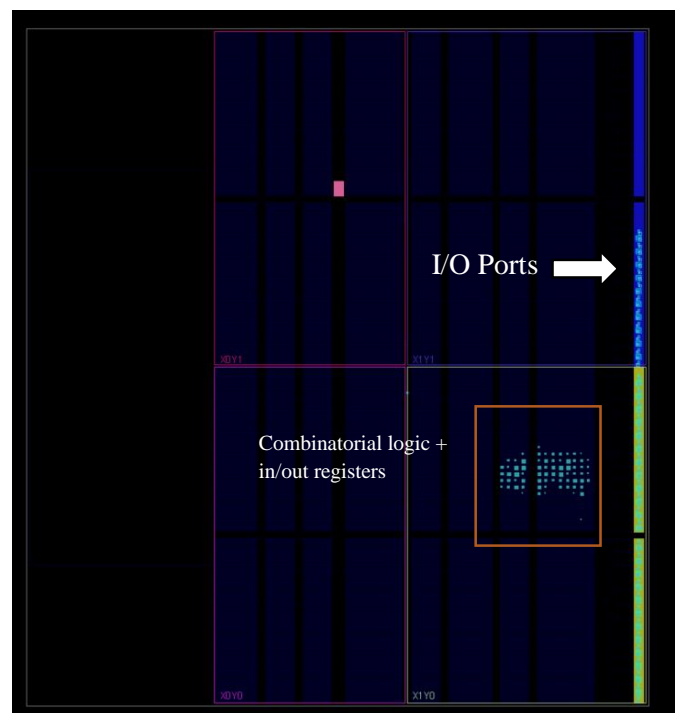 I/O Ports
X0Y1
X1Y1
Combinatorial logic +
in/out registers
X0Y0
X1Y0